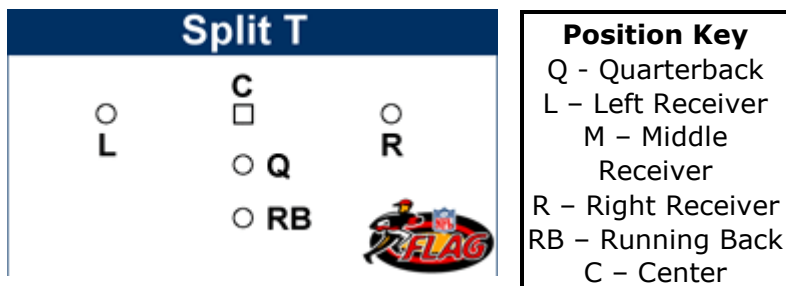 Split T
C
L
R
Q
RB
NFL
FLAG
Position Key
Q - Quarterback
L – Left Receiver
M – Middle
Receiver
R – Right Receiver
RB – Running Back
C – Center